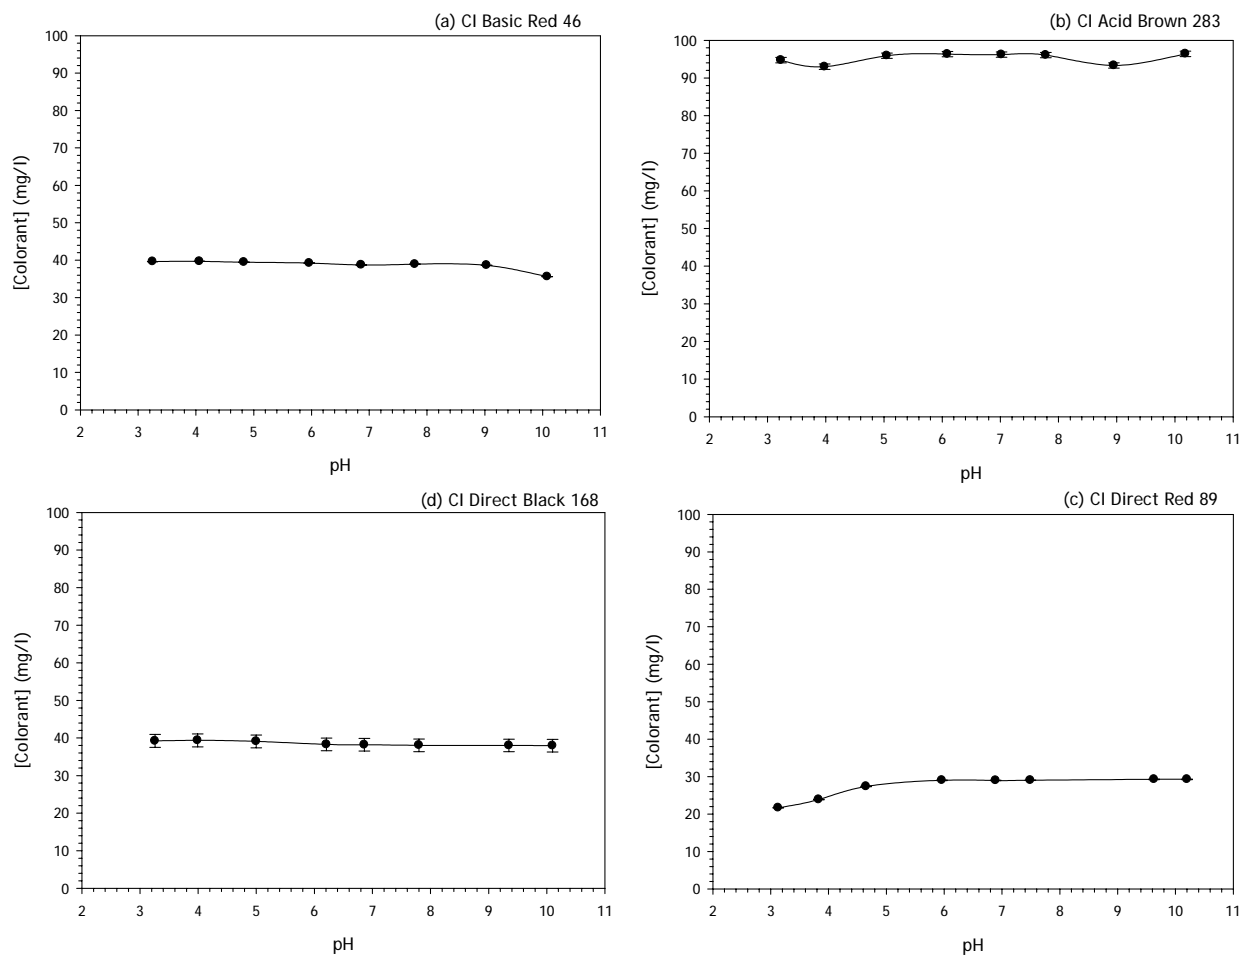 (a) CI Basic Red 46
100
90
80
70
60
50
40
30
20
10
0
[Colorant] (mg/l)
2 3 4 5 6 7 8 9 10 11
pH
(b) CI Acid Brown 283
100
90
80
70
60
50
40
30
20
10
0
[Colorant] (mg/l)
2 3 4 5 6 7 8 9 10 11
pH
(d) CI Direct Black 168
100
90
80
70
60
50
40
30
20
10
0
[Colorant] (mg/l)
2 3 4 5 6 7 8 9 10 11
pH
(c) CI Direct Red 89
100
90
80
70
60
50
40
30
20
10
0
[Colorant] (mg/l)
2 3 4 5 6 7 8 9 10 11
pH